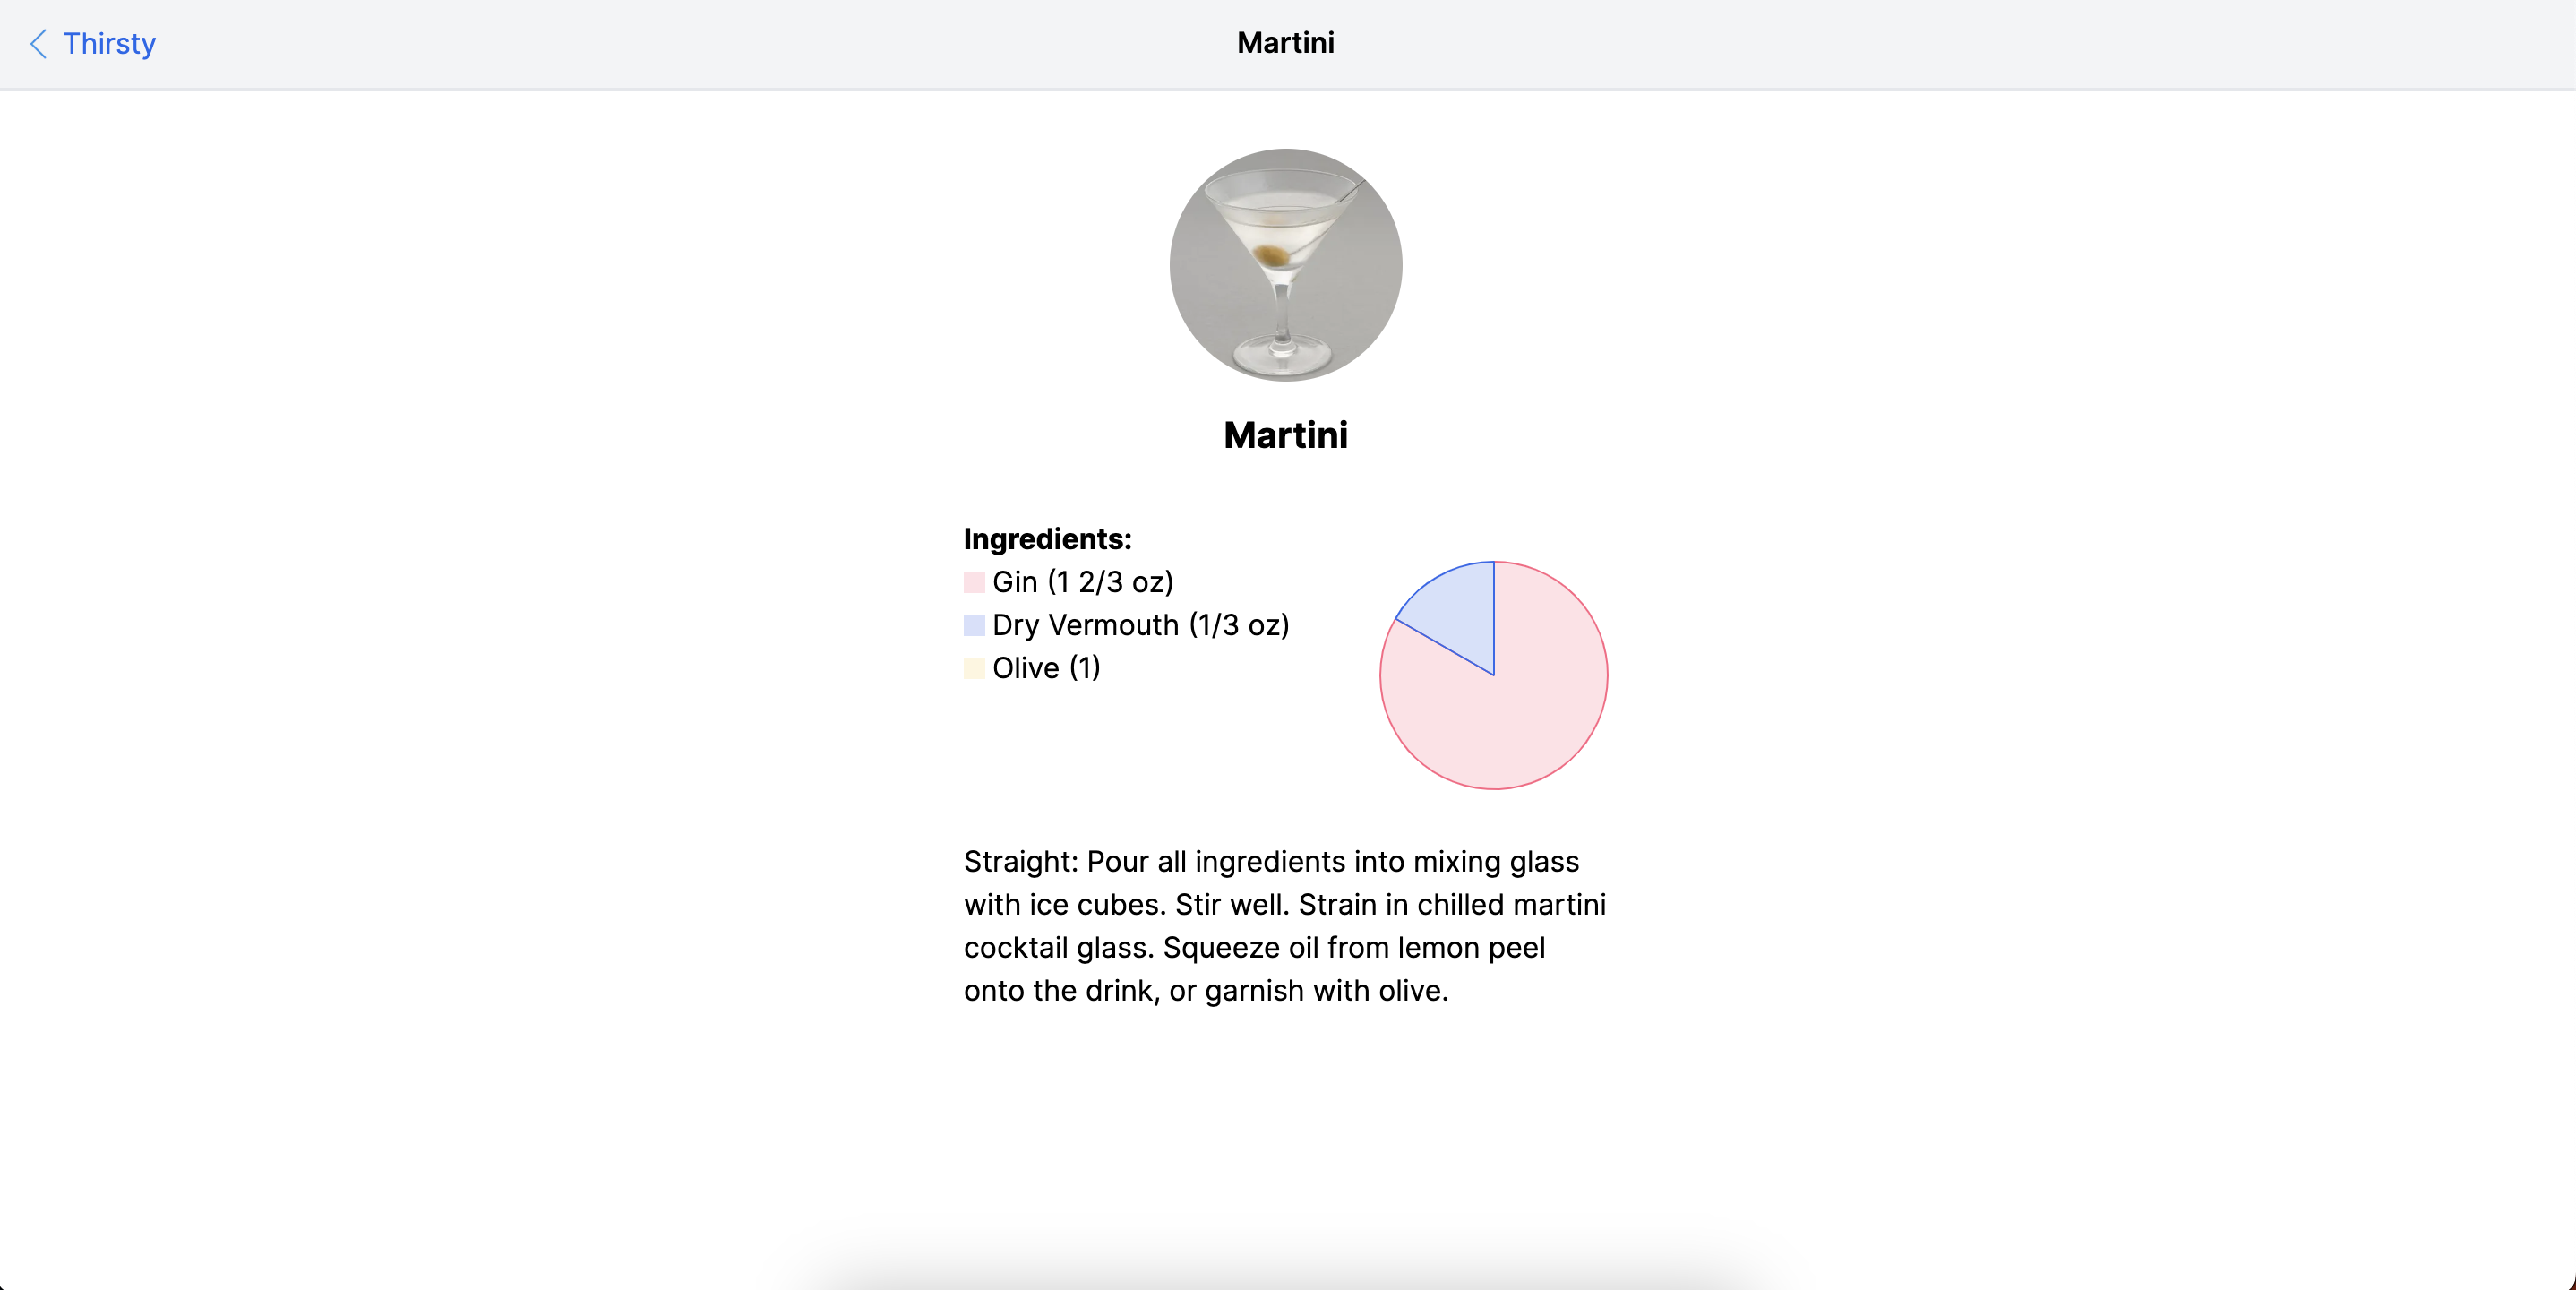 Thirsty
Martini
Martini
Ingredients:
Gin (1 2/3 oz)
Dry Vermouth (1/3 oz)
Olive (1)
Straight: Pour all ingredients into mixing glass
with ice cubes. Stir well. Strain in chilled martini
cocktail glass. Squeeze oil from lemon peel
onto the drink, or garnish with olive.